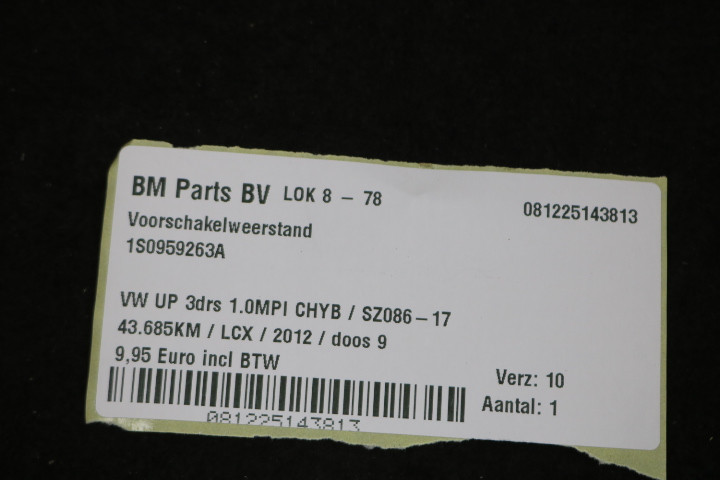 BM Parts BV LOK 8 - 78 081225143813
Voorschakelweerstand
1S0959263A
VW UP 3drs 1.0MPI CHYB / SZ086-17
43.685KM / LCX / 2012 / doos 9
9,95 Euro incl BTW
Verz: 10
Aantal: 1
081225143813